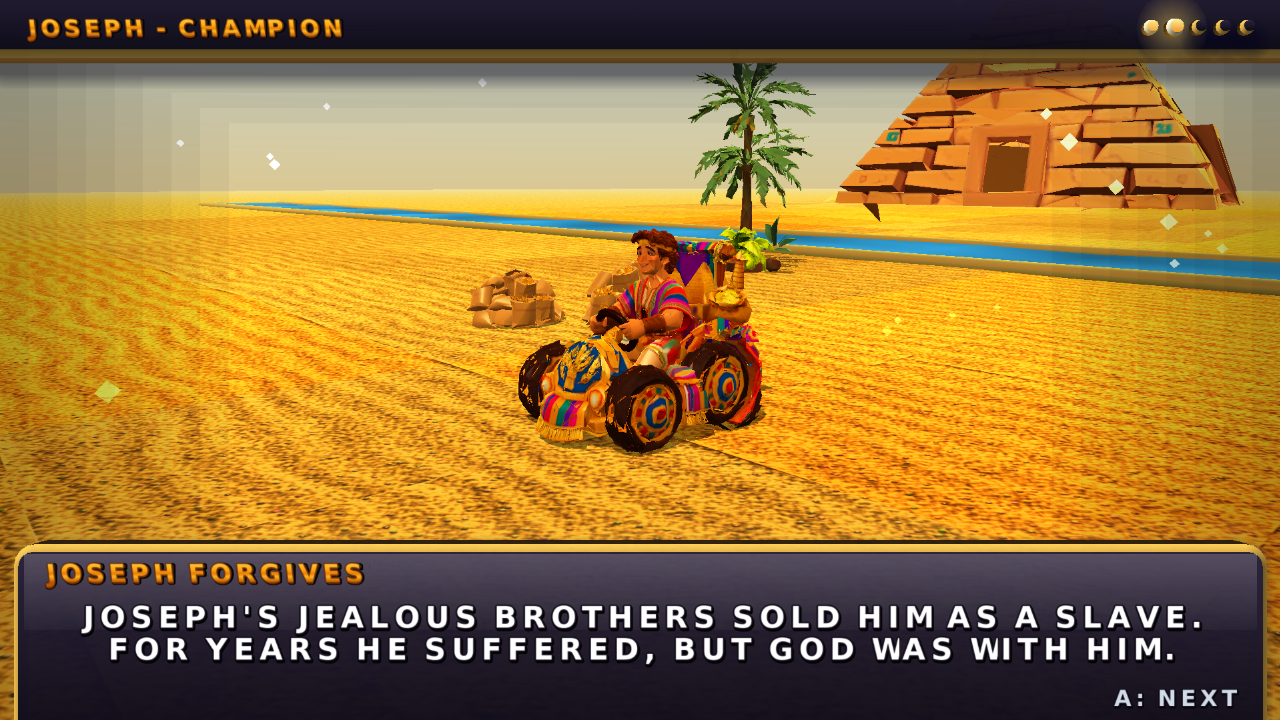 JOSEPH - CHAMPION
JOSEPH FORGIVES
JOSEPH'S JEALOUS BROTHERS SOLD HIM AS A SLAVE.
FOR YEARS HE SUFFERED, BUT GOD WAS WITH HIM.
A: NEXT